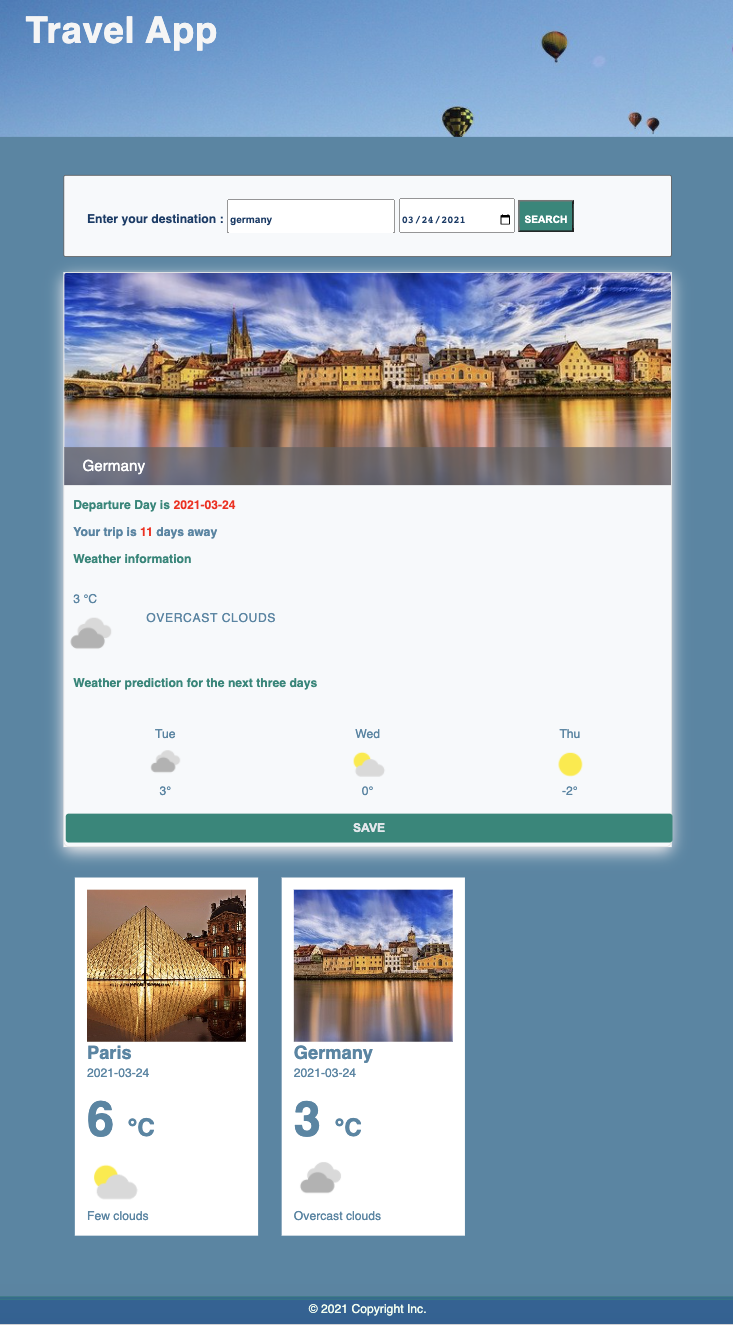 Travel App
Enter your destination : germany 03/24/2021 SEARCH
Germany
Departure Day is 2021-03-24
Your trip is 11 days away
Weather information
3 °C
OVERCAST CLOUDS
Weather prediction for the next three days
Tue Wed Thu
3° 0° -2°
SAVE
Paris
2021-03-24
6 °C
Few clouds
Germany
2021-03-24
3 °C
Overcast clouds
© 2021 Copyright Inc.